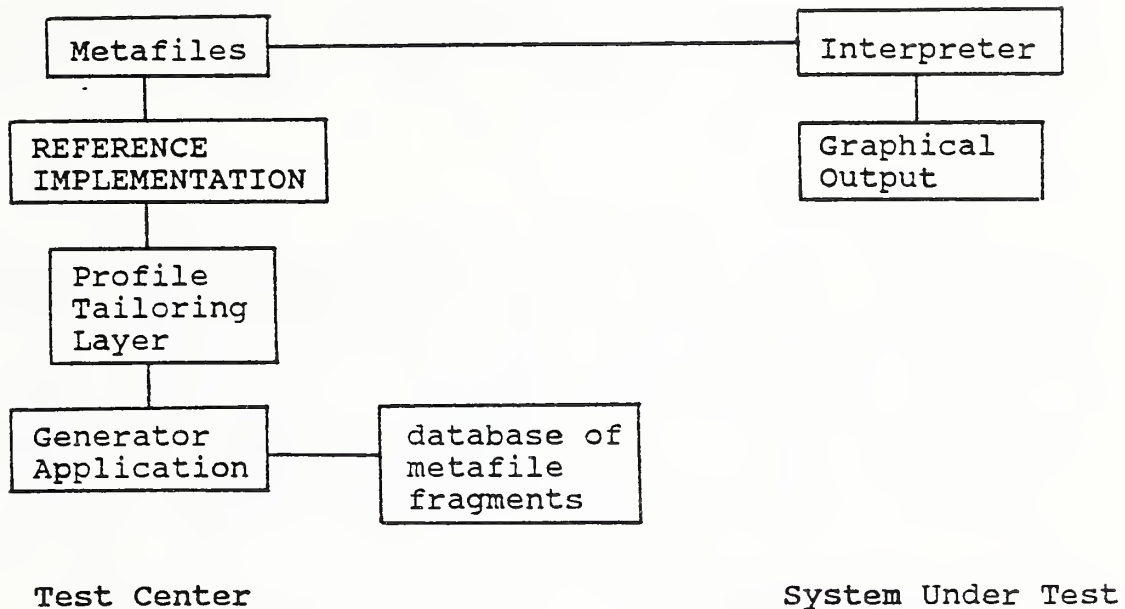 Metafiles
Interpreter
REFERENCE
IMPLEMENTATION
Graphical
Output
Profile
Tailoring
Layer
Generator
Application
database of
metafile
fragments
Test Center
System Under Test